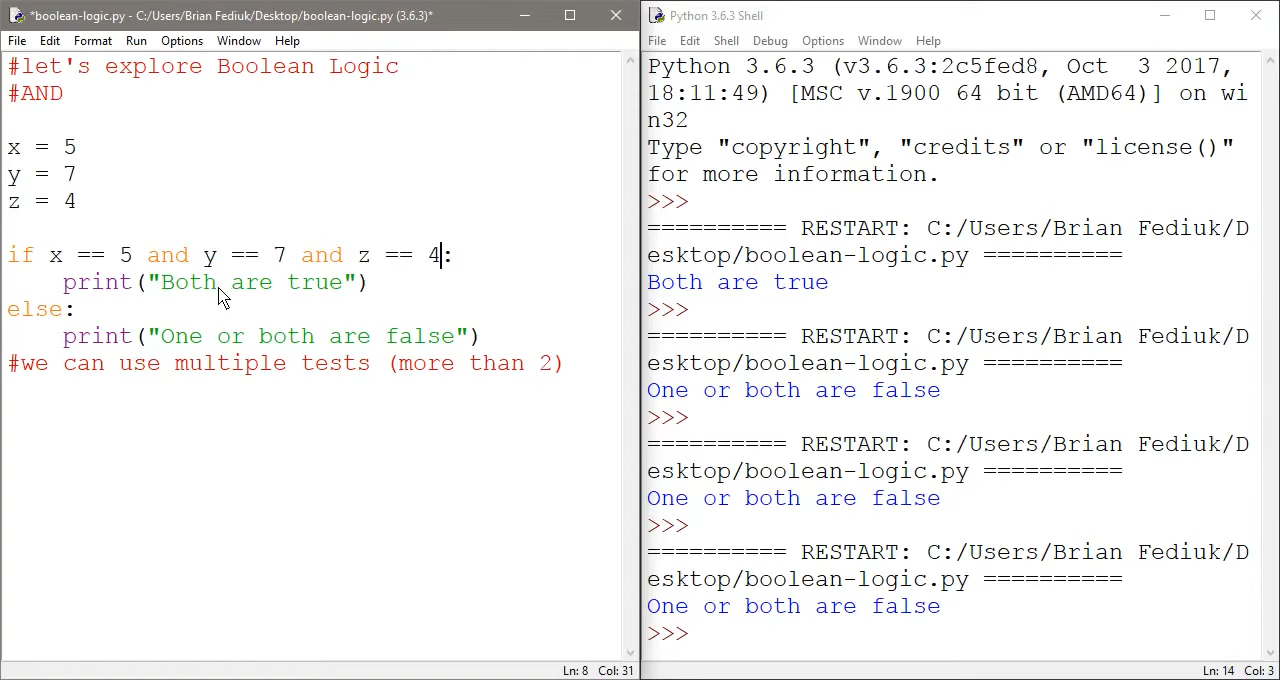 *boolean-logic.py - C:/Users/Brian Fediuk/Desktop/boolean-logic.py (3.6.3)*
File Edit Format Run Options Window Help
#let's explore Boolean Logic
#AND
x = 5
y = 7
z = 4
if x == 5 and y == 7 and z == 4:
    print("Both are true")
else:
    print("One or both are false")
#we can use multiple tests (more than 2)
Ln: 8 Col: 31
Python 3.6.3 Shell
File Edit Shell Debug Options Window Help
Python 3.6.3 (v3.6.3:2c5fed8, Oct  3 2017,
18:11:49) [MSC v.1900 64 bit (AMD64)] on wi
n32
Type "copyright", "credits" or "license()"
for more information.
>>>
========== RESTART: C:/Users/Brian Fediuk/D
esktop/boolean-logic.py ==========
Both are true
>>>
========== RESTART: C:/Users/Brian Fediuk/D
esktop/boolean-logic.py ==========
One or both are false
>>>
========== RESTART: C:/Users/Brian Fediuk/D
esktop/boolean-logic.py ==========
One or both are false
>>>
========== RESTART: C:/Users/Brian Fediuk/D
esktop/boolean-logic.py ==========
One or both are false
>>>
Ln: 14 Col: 3